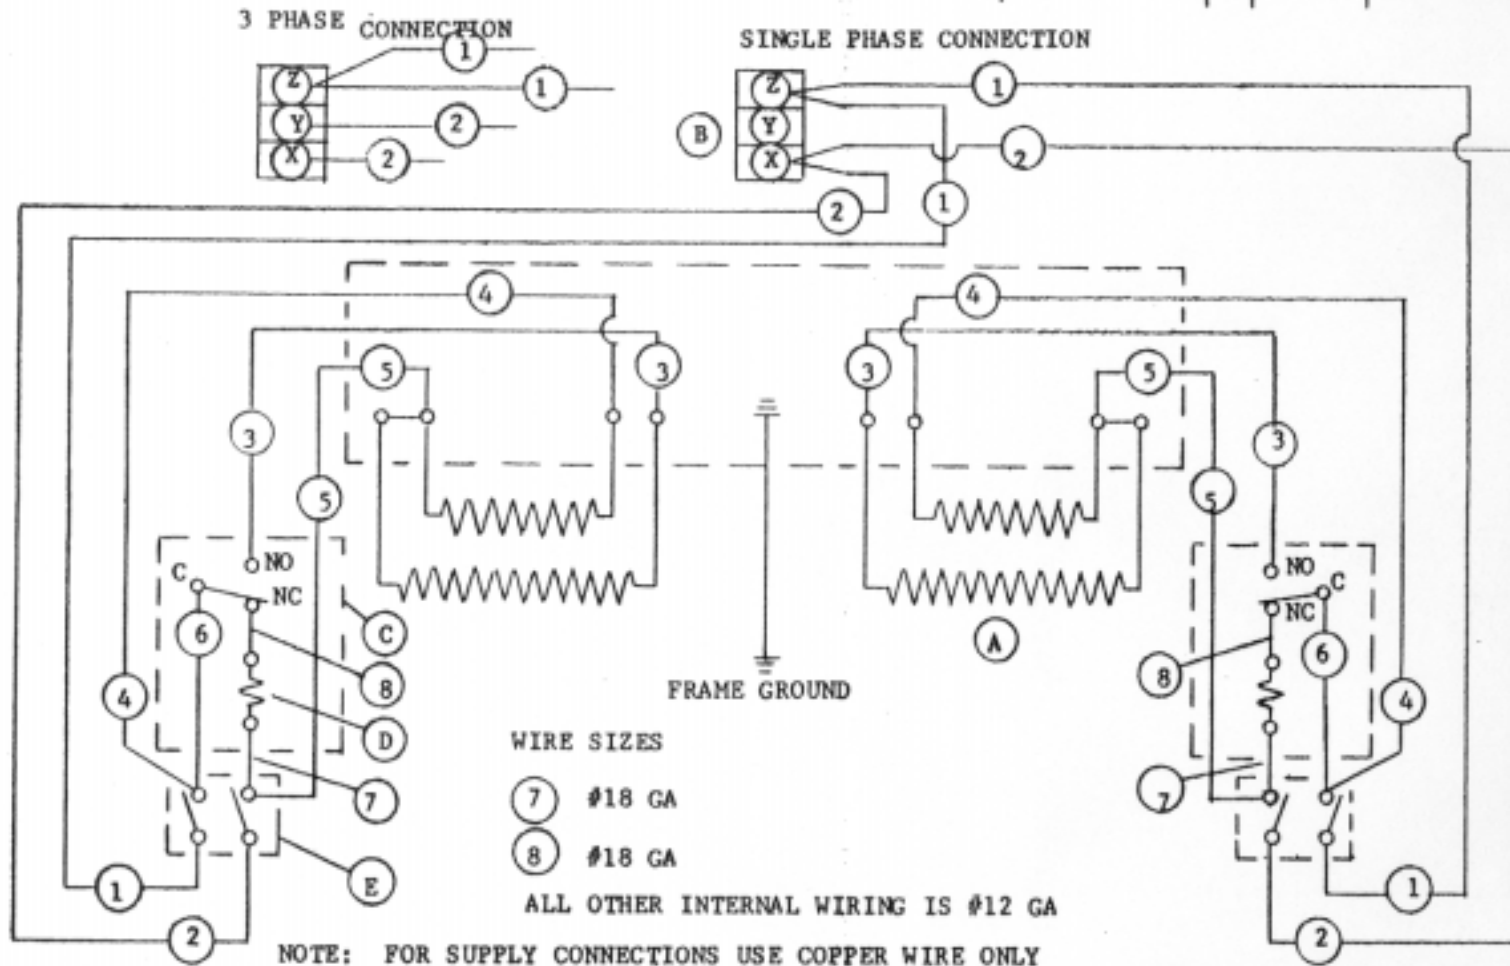 3 PHASE CONNECTION
SINGLE PHASE CONNECTION
Z 1
1
Y 2
X 2
B
Z 1
Y
X 2
2 1
4 4
5 3 3 5
3 3
5 5
NO NO
C C
NC NC
6 C A 6
8 8
4 4
D
FRAME GROUND
WIRE SIZES
7 7
7 #18 GA
8 #18 GA
E
1 1
ALL OTHER INTERNAL WIRING IS #12 GA
2 2
NOTE: FOR SUPPLY CONNECTIONS USE COPPER WIRE ONLY